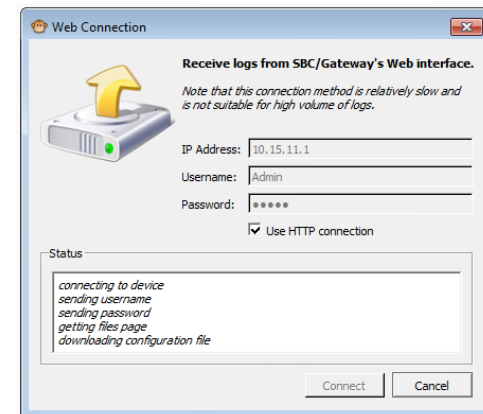 Web Connection
Receive logs from SBC/Gateway's Web interface.
Note that this connection method is relatively slow and
is not suitable for high volume of logs.
IP Address: 10.15.11.1
Username: Admin
Password: •••••
Use HTTP connection
Status
connecting to device
sending username
sending password
getting files page
downloading configuration file
Connect Cancel